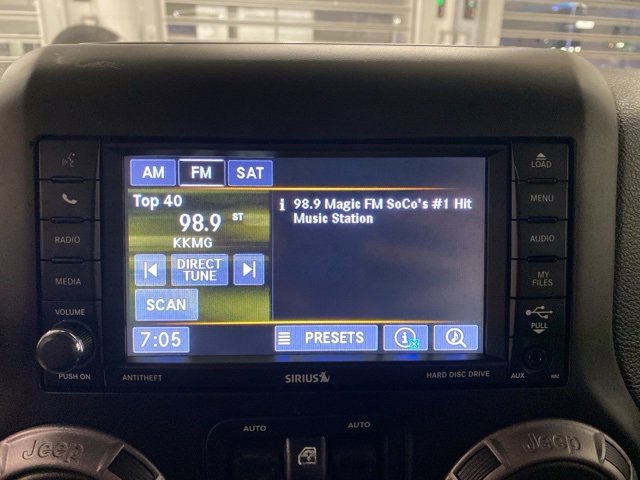 LOAD
AM FM SAT MENU
Top 40 i 98.9 Magic FM SoCo's #1 Hit
98.9 ST Music Station
RADIO KKMG AUDIO
DIRECT
TUNE
MEDIA MY
FILES
SCAN
VOLUME PULL
7:05 PRESETS i
PUSH ON ANTITHEFT SIRIUS HARD DISC DRIVE AUX
AUTO AUTO
Jeep Jeep